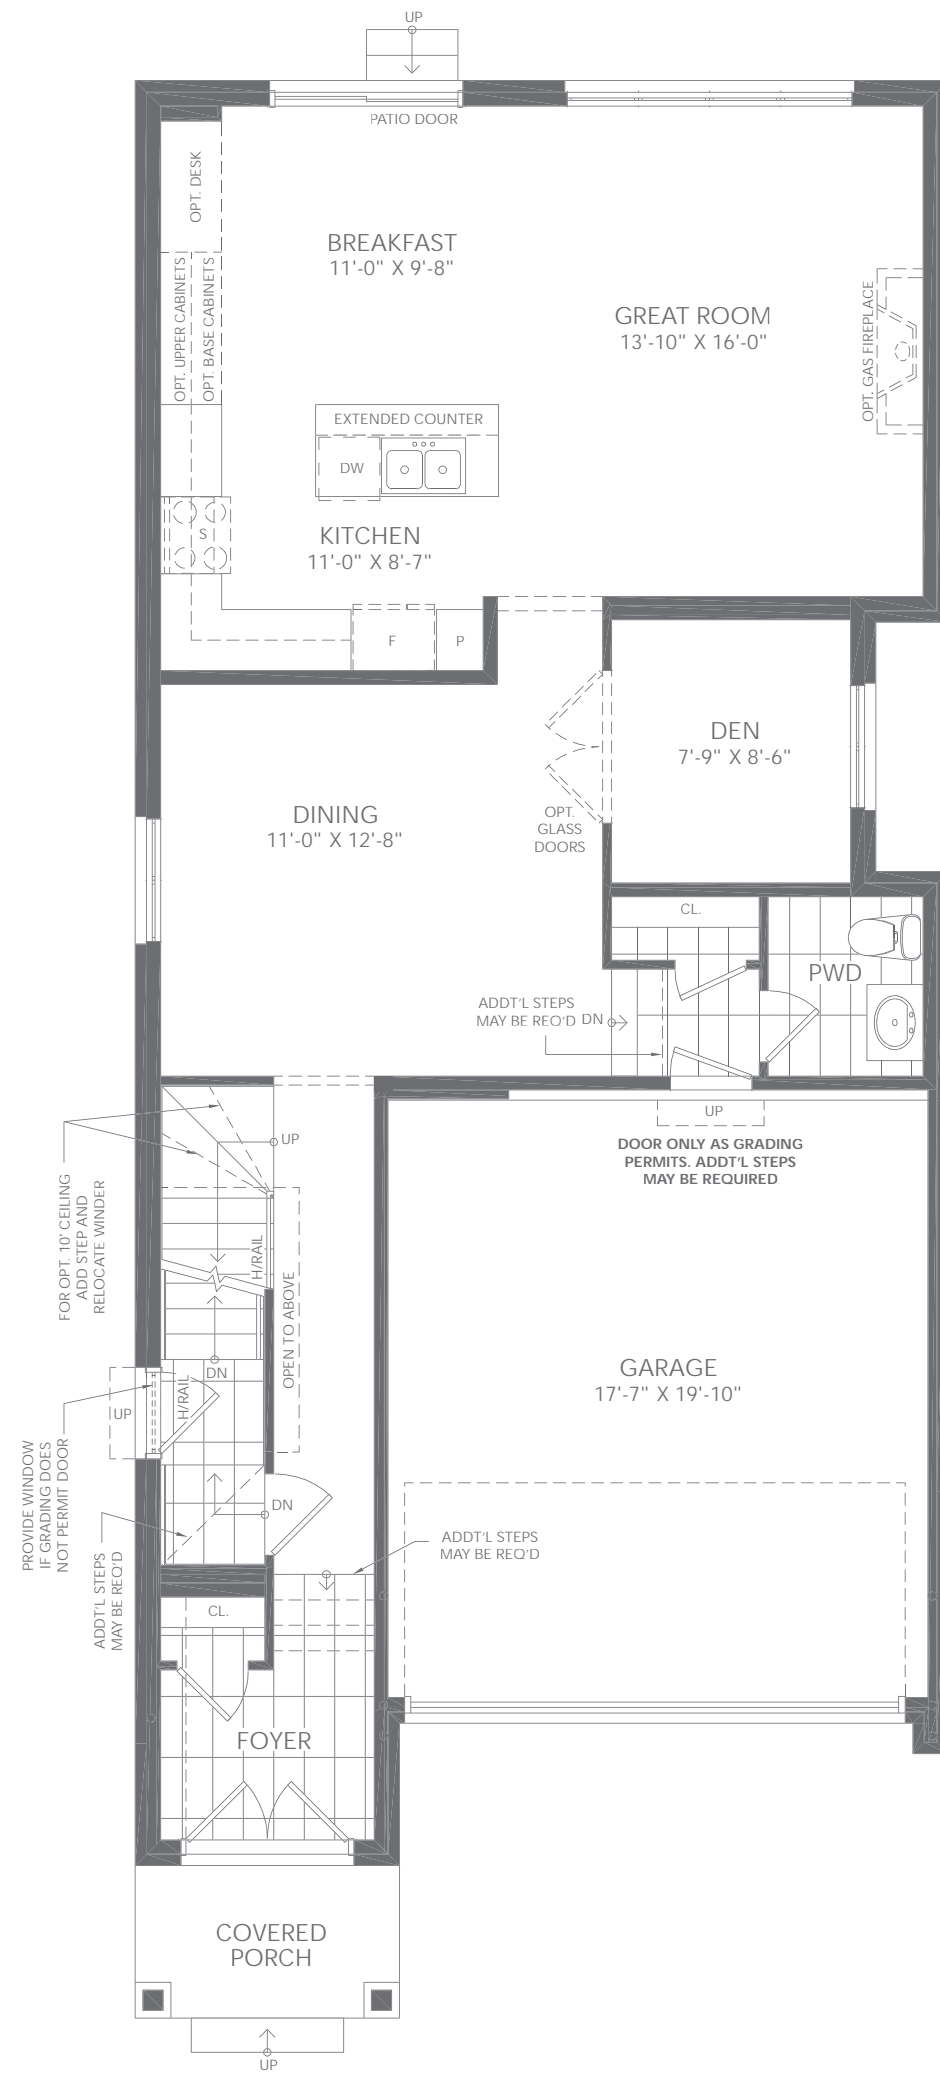 UP
PATIO DOOR
OPT. DESK
BREAKFAST
11'-0" X 9'-8"
OPT. UPPER CABINETS
OPT. BASE CABINETS
GREAT ROOM
13'-10" X 16'-0"
OPT. GAS FIREPLACE
EXTENDED COUNTER
DW
S
KITCHEN
11'-0" X 8'-7"
F
P
DEN
7'-9" X 8'-6"
DINING
11'-0" X 12'-8"
OPT.
GLASS
DOORS
CL.
PWD
ADDT'L STEPS
MAY BE REQ'D
DN
UP
DOOR ONLY AS GRADING
PERMITS. ADDT'L STEPS
MAY BE REQUIRED
UP
FOR OPT. 10' CEILING
ADD STEP AND
RELOCATE WINDER
H/RAIL
OPEN TO ABOVE
DN
H/RAIL
UP
GARAGE
17'-7" X 19'-10"
PROVIDE WINDOW
IF GRADING DOES
NOT PERMIT DOOR
DN
ADDT'L STEPS
MAY BE REQ'D
ADDT'L STEPS
MAY BE REQ'D
CL.
FOYER
COVERED
PORCH
UP